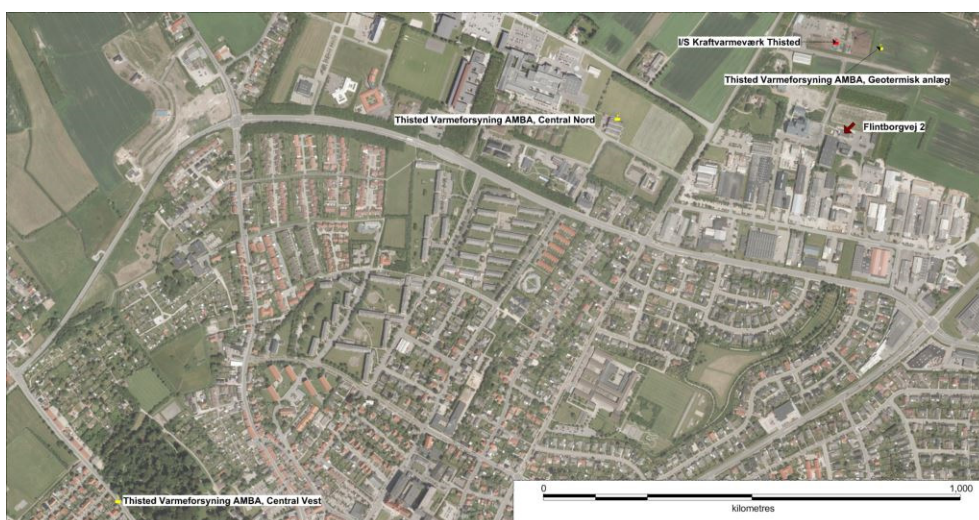 I/S Kraftvarmeværk Thisted
Thisted Varmeforsyning AMBA, Geotermisk anlæg
Thisted Varmeforsyning AMBA, Central Nord
Flintborgvej 2
Thisted Varmeforsyning AMBA, Central Vest
0
1,000
kilometres